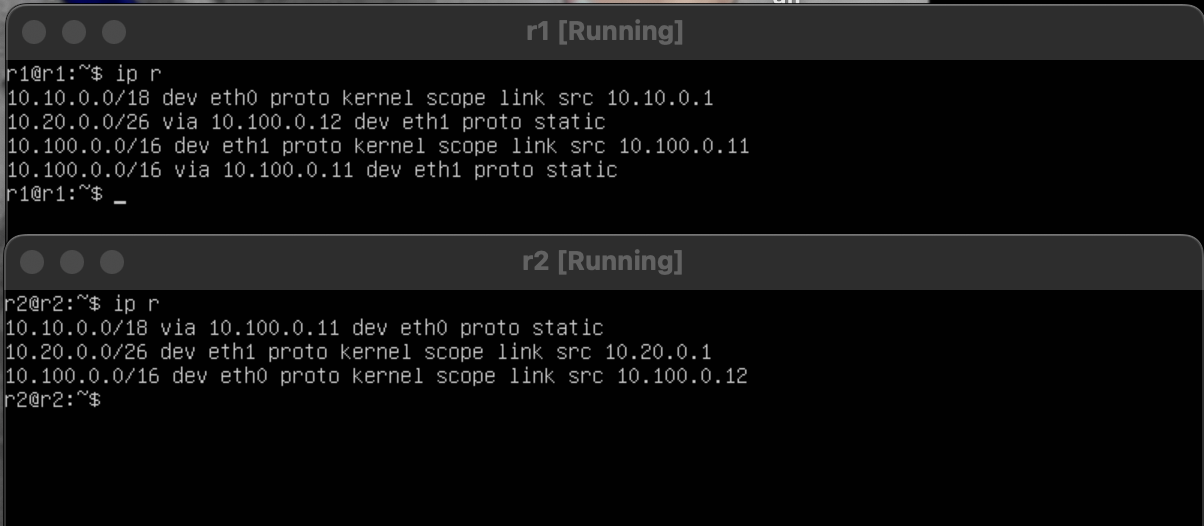 r1 [Running]
r1@r1:~$ ip r
10.10.0.0/18 dev eth0 proto kernel scope link src 10.10.0.1
10.20.0.0/26 via 10.100.0.12 dev eth1 proto static
10.100.0.0/16 dev eth1 proto kernel scope link src 10.100.0.11
10.100.0.0/16 via 10.100.0.11 dev eth1 proto static
r1@r1:~$ _
r2 [Running]
r2@r2:~$ ip r
10.10.0.0/18 via 10.100.0.11 dev eth0 proto static
10.20.0.0/26 dev eth1 proto kernel scope link src 10.20.0.1
10.100.0.0/16 dev eth0 proto kernel scope link src 10.100.0.12
r2@r2:~$